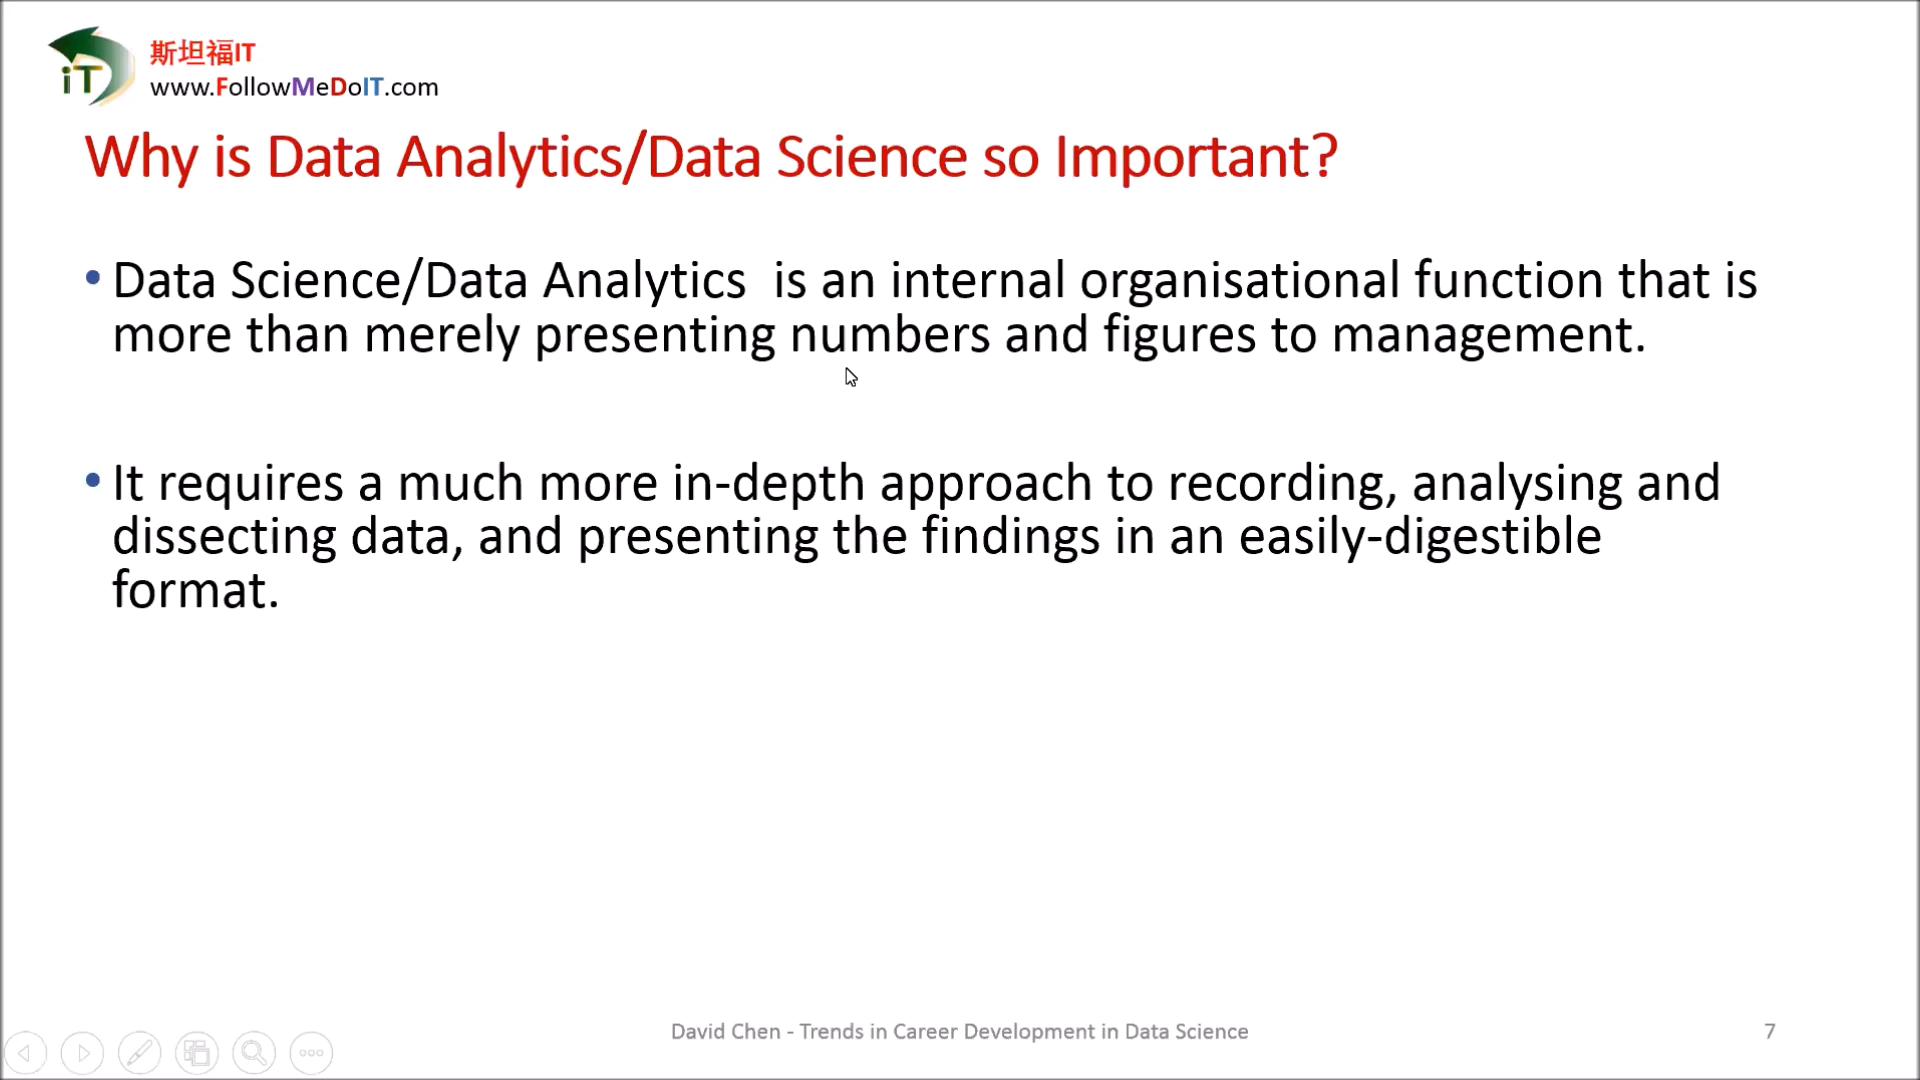 iT
斯坦福IT
www.FollowMeDoIT.com
Why is Data Analytics/Data Science so Important?
• Data Science/Data Analytics  is an internal organisational function that is
more than merely presenting numbers and figures to management.
• It requires a much more in-depth approach to recording, analysing and
dissecting data, and presenting the findings in an easily-digestible
format.
David Chen - Trends in Career Development in Data Science
7